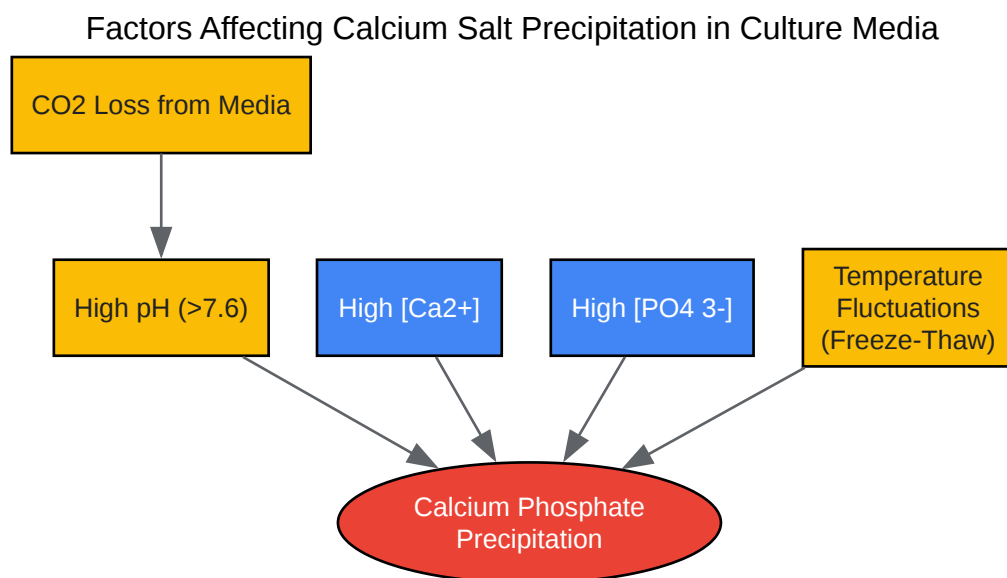 Factors Affecting Calcium Salt Precipitation in Culture Media
CO2 Loss from Media
High pH (>7.6)
High [Ca2+]
High [PO4 3-]
Temperature
Fluctuations
(Freeze-Thaw)
Calcium Phosphate
Precipitation